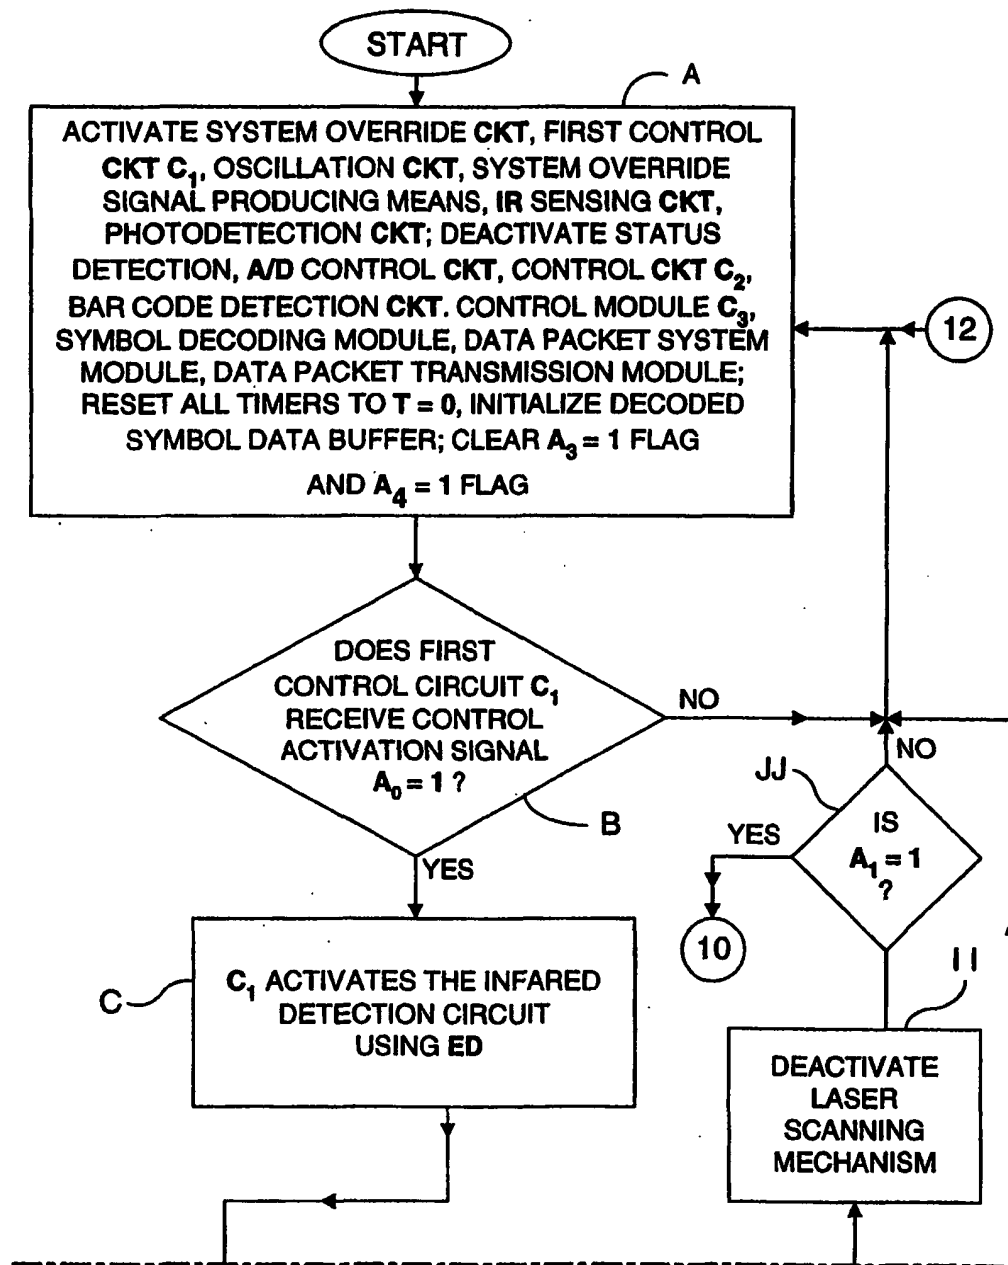 START
A
ACTIVATE SYSTEM OVERRIDE CKT, FIRST CONTROL
CKT C₁, OSCILLATION CKT, SYSTEM OVERRIDE
SIGNAL PRODUCING MEANS, IR SENSING CKT,
PHOTODETECTION CKT; DEACTIVATE STATUS
DETECTION, A/D CONTROL CKT, CONTROL CKT C₂,
BAR CODE DETECTION CKT. CONTROL MODULE C₃,
SYMBOL DECODING MODULE, DATA PACKET SYSTEM
MODULE, DATA PACKET TRANSMISSION MODULE;
RESET ALL TIMERS TO T = 0, INITIALIZE DECODED
SYMBOL DATA BUFFER; CLEAR A₃ = 1 FLAG
AND A₄ = 1 FLAG
12
DOES FIRST
CONTROL CIRCUIT C₁
RECEIVE CONTROL
ACTIVATION SIGNAL
A₀ = 1 ?
NO
B
YES
NO
JJ
IS
A₁ = 1
?
YES
10
C
C₁ ACTIVATES THE INFARED
DETECTION CIRCUIT
USING ED
II
DEACTIVATE
LASER
SCANNING
MECHANISM